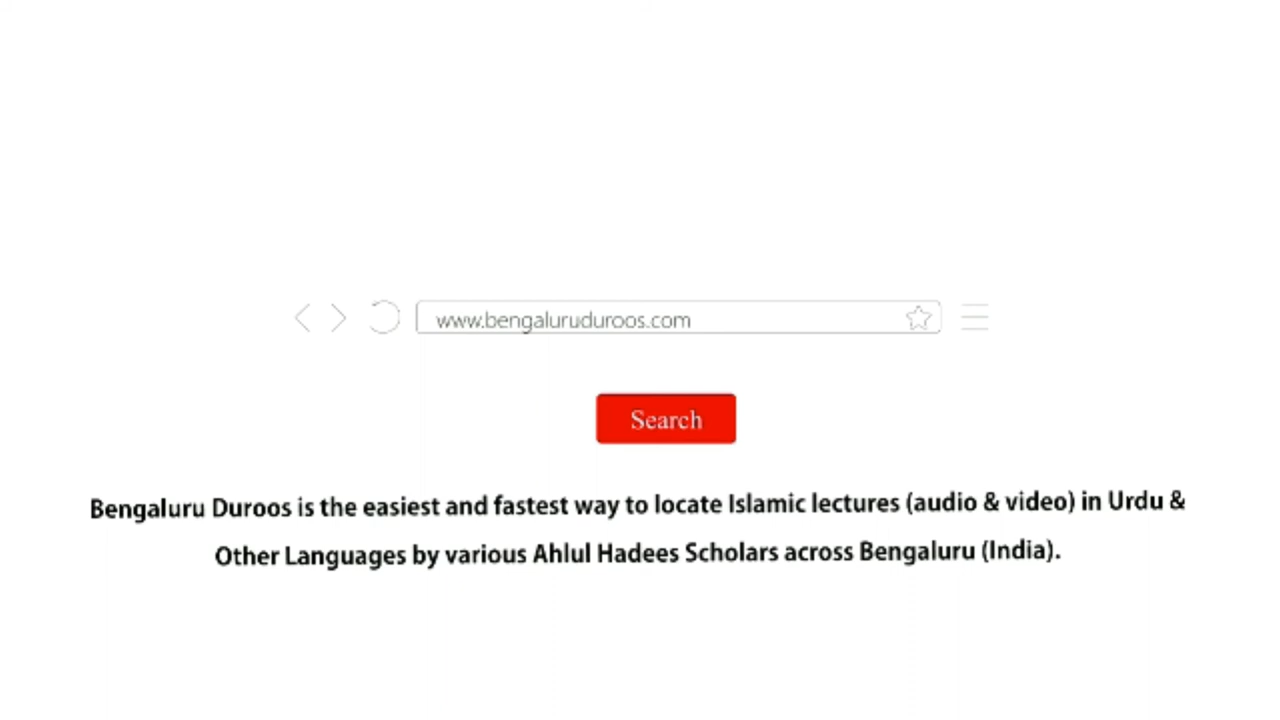 www.bengaluruduroos.com
Search
Bengaluru Duroos is the easiest and fastest way to locate Islamic lectures (audio & video) in Urdu &
Other Languages by various Ahlul Hadees Scholars across Bengaluru (India).